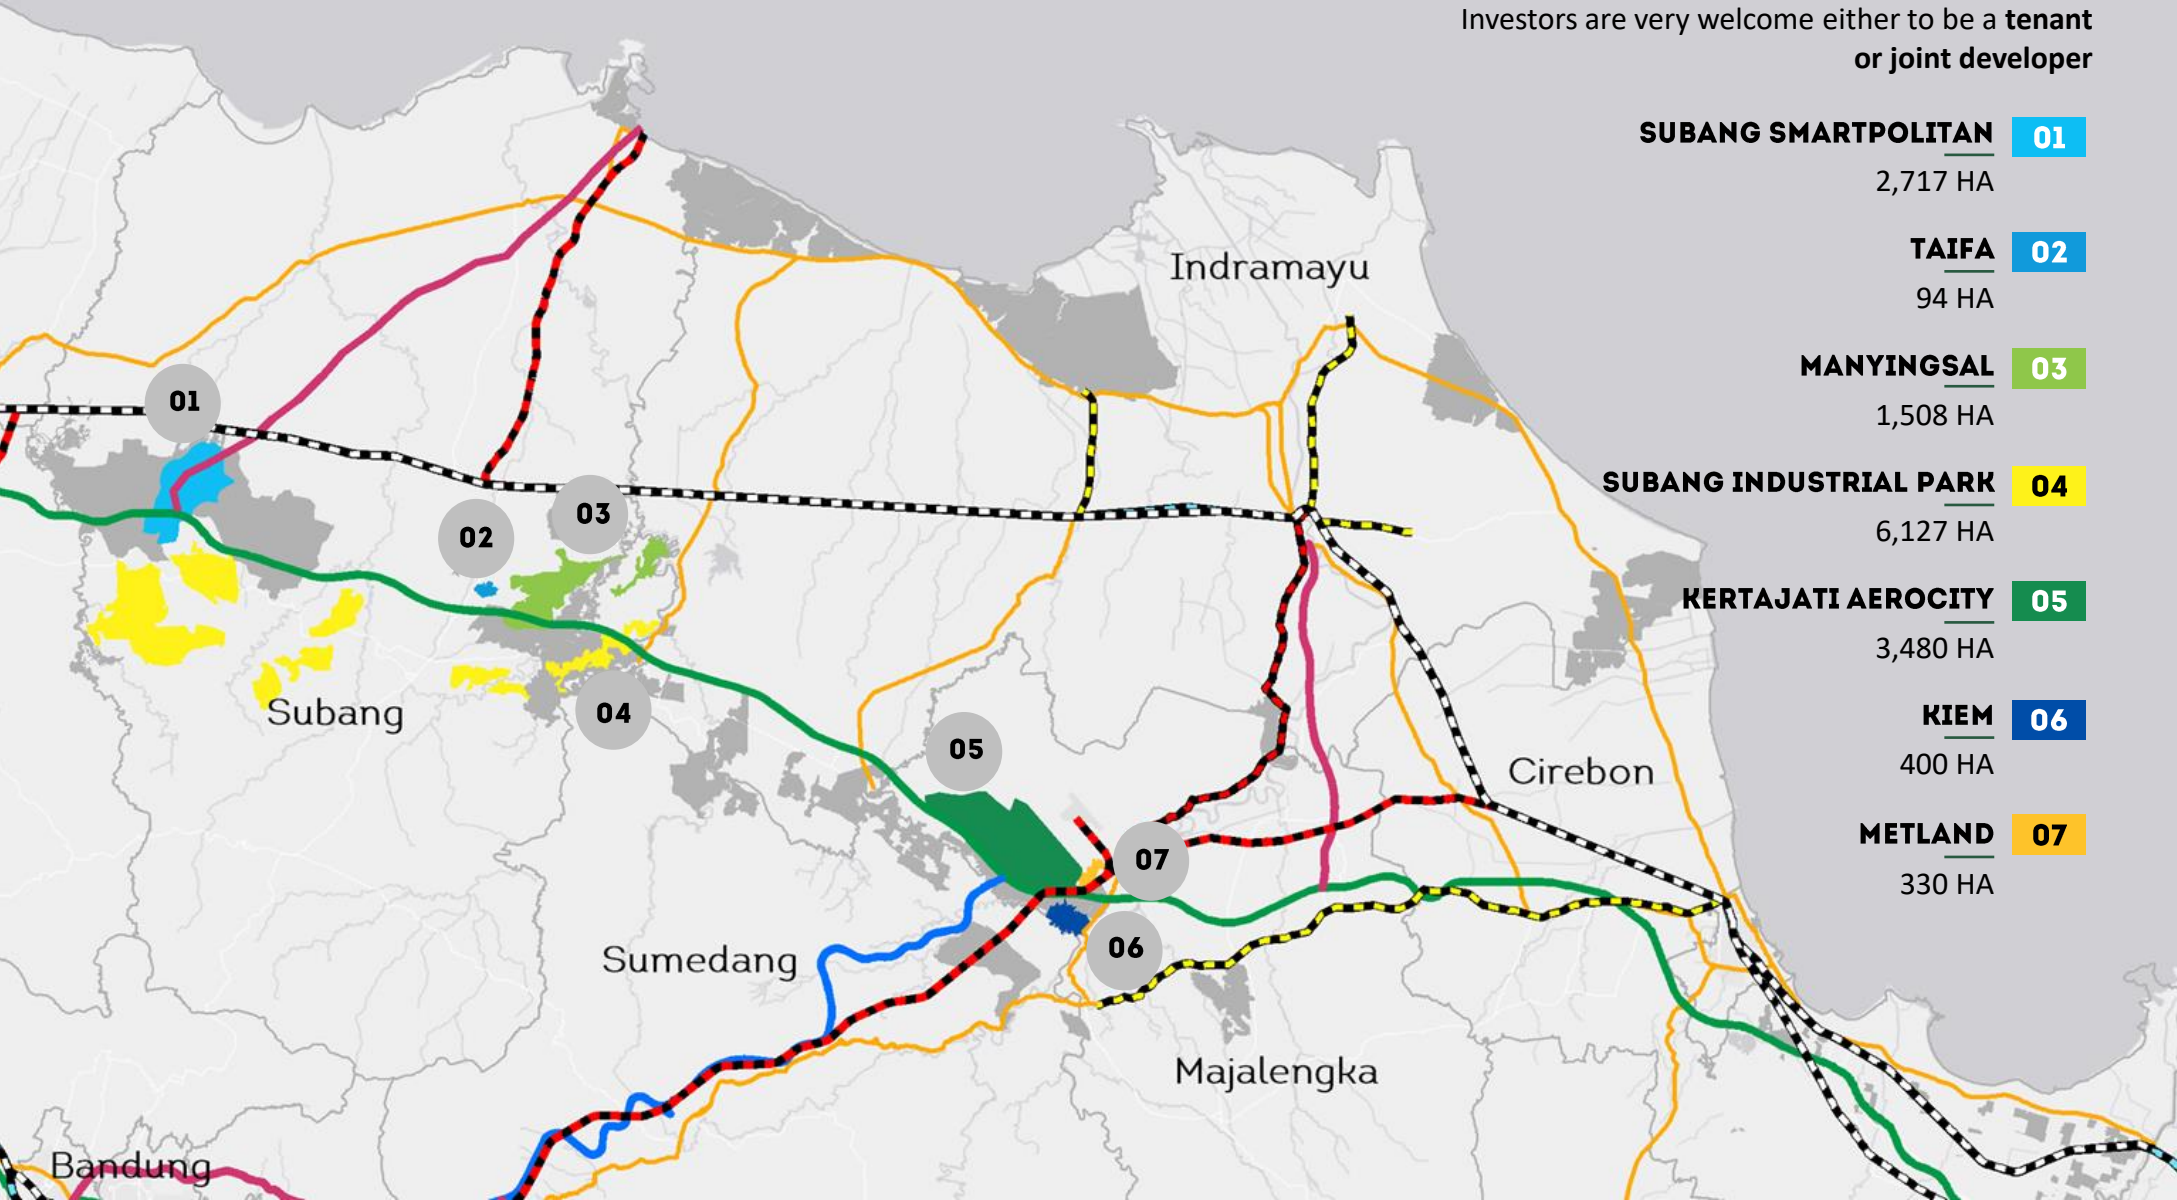 Investors are very welcome either to be a tenant
or joint developer
SUBANG SMARTPOLITAN 01
2,717 HA
TAIFA 02
94 HA
MANYINGSAL 03
1,508 HA
SUBANG INDUSTRIAL PARK 04
6,127 HA
KERTAJATI AEROCITY 05
3,480 HA
KIEM 06
400 HA
METLAND 07
330 HA
Indramayu
01
03
02
Subang
04
05
Cirebon
07
06
Sumedang
Majalengka
Bandung